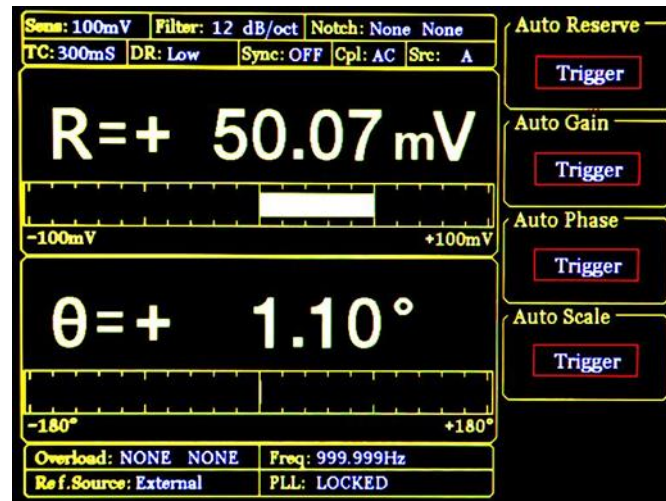 Sens: 100mV Filter: 12 dB/oct Notch: None None
TC: 300mS DR: Low Sync: OFF Cpl: AC Src: A
R=+ 50.07 mV
-100mV +100mV
θ=+ 1.10°
-180° +180°
Overload: NONE NONE Freq: 999.999Hz
Ref.Source: External PLL: LOCKED
Auto Reserve
Trigger
Auto Gain
Trigger
Auto Phase
Trigger
Auto Scale
Trigger